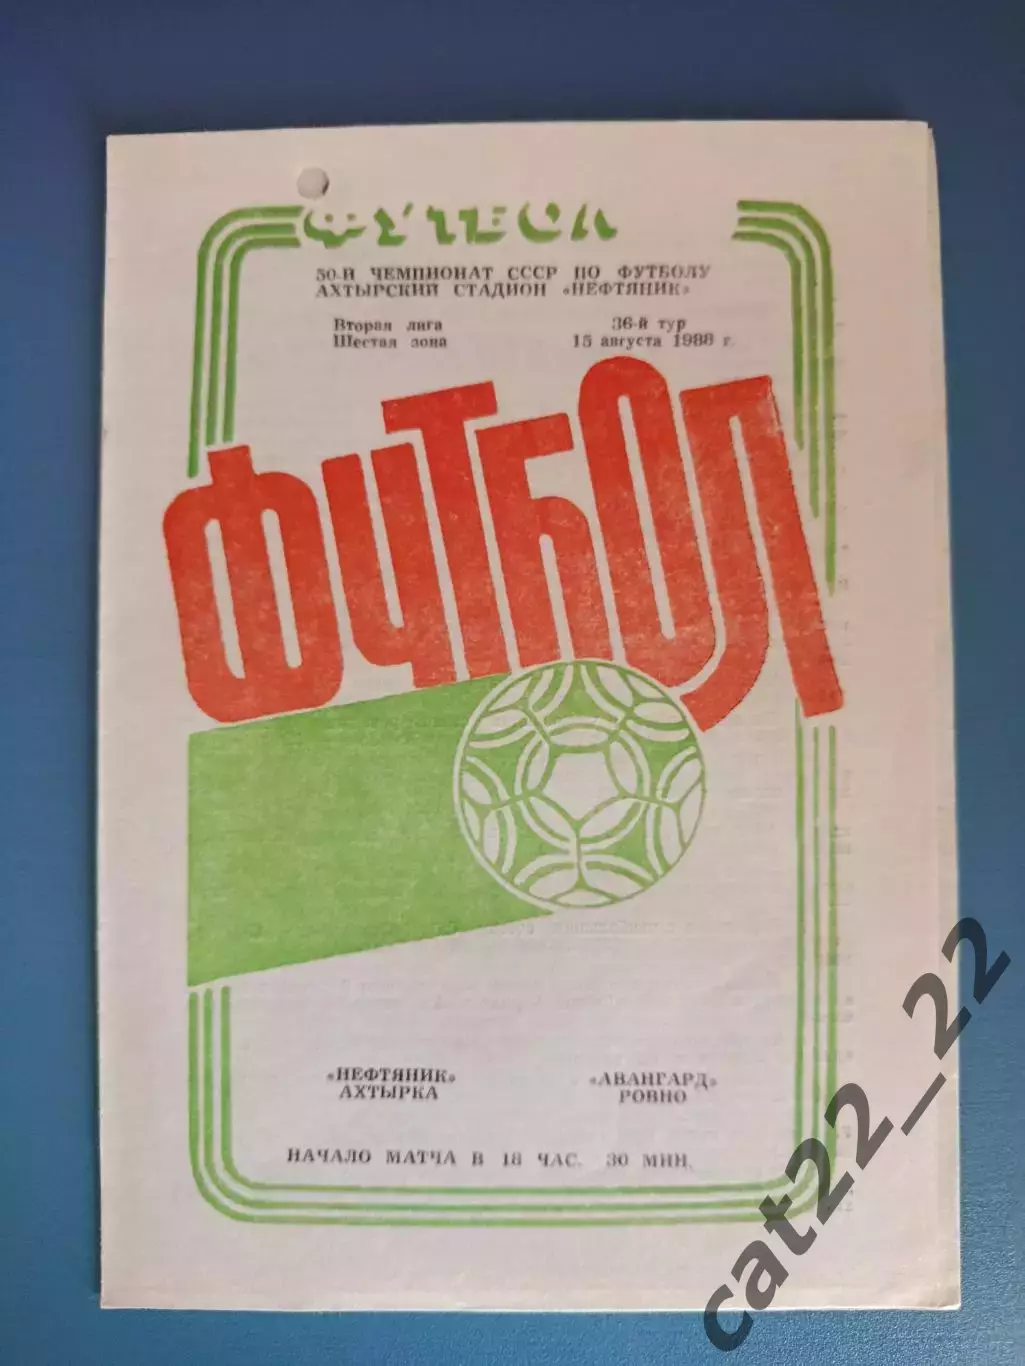 ФУТБОЛ
50-Й ЧЕМПИОНАТ СССР ПО ФУТБОЛУ
АХТЫРСКИЙ СТАДИОН «НЕФТЯНИК»
Вторая лига 36-й тур
Шестая зона 15 августа 1988 г.
ФУТБОЛ
«НЕФТЯНИК» «АВАНГАРД»
АХТЫРКА РОВНО
НАЧАЛО МАТЧА В 18 ЧАС. 30 МИН.
cat22_22